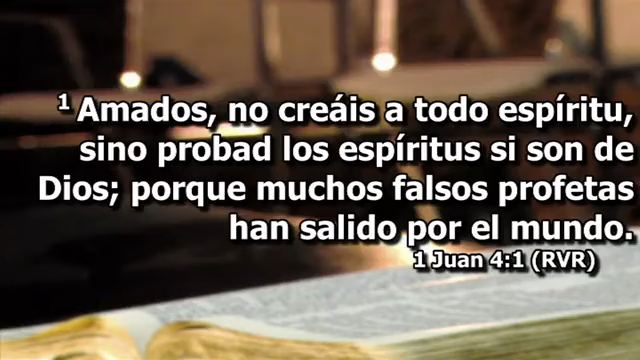 1 Amados, no creáis a todo espíritu,
sino probad los espíritus si son de
Dios; porque muchos falsos profetas
han salido por el mundo.
1 Juan 4:1 (RVR)